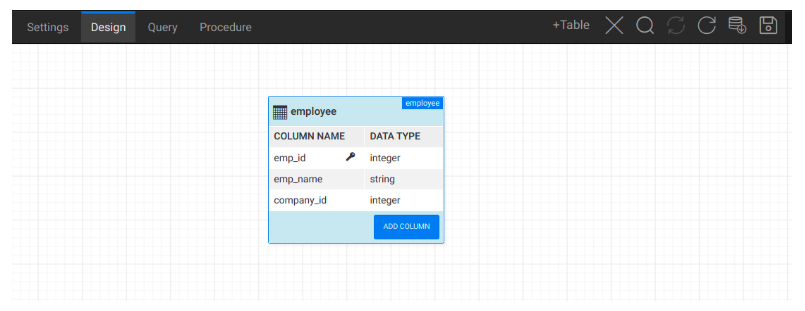 Settings Design Query Procedure +Table
employee
employee
COLUMN NAME DATA TYPE
emp_id integer
emp_name string
company_id integer
ADD COLUMN